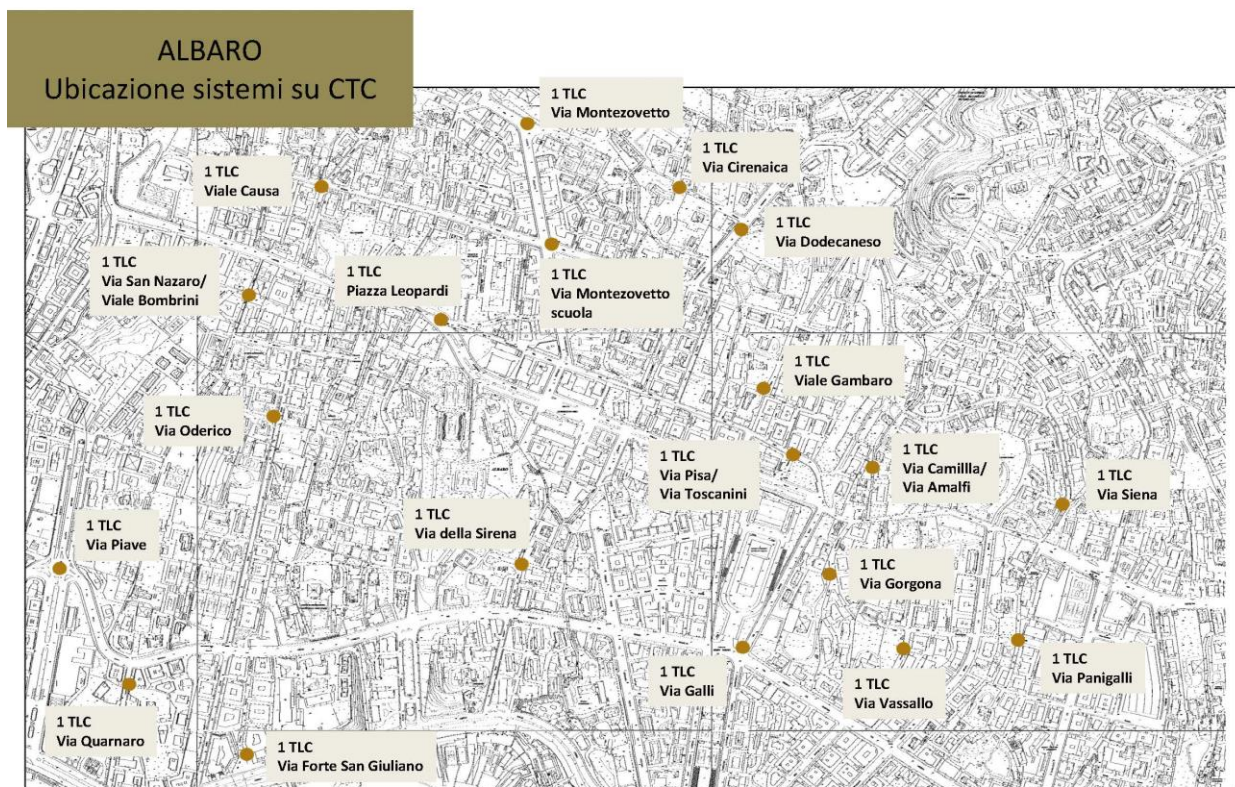 ALBARO
Ubicazione sistemi su CTC
1 TLC
Via Montezovetto
1 TLC
Via Cirenaica
1 TLC
Viale Causa
1 TLC
Via Dodecaneso
1 TLC
Via San Nazaro/
Viale Bombrini
1 TLC
Piazza Leopardi
1 TLC
Via Montezovetto
scuola
1 TLC
Viale Gambaro
1 TLC
Via Oderico
1 TLC
Via Pisa/
Via Toscanini
1 TLC
Via Camillla/
Via Amalfi
1 TLC
Via Siena
1 TLC
Via Piave
1 TLC
Via della Sirena
1 TLC
Via Gorgona
1 TLC
Via Galli
1 TLC
Via Vassallo
1 TLC
Via Panigalli
1 TLC
Via Quarnaro
1 TLC
Via Forte San Giuliano